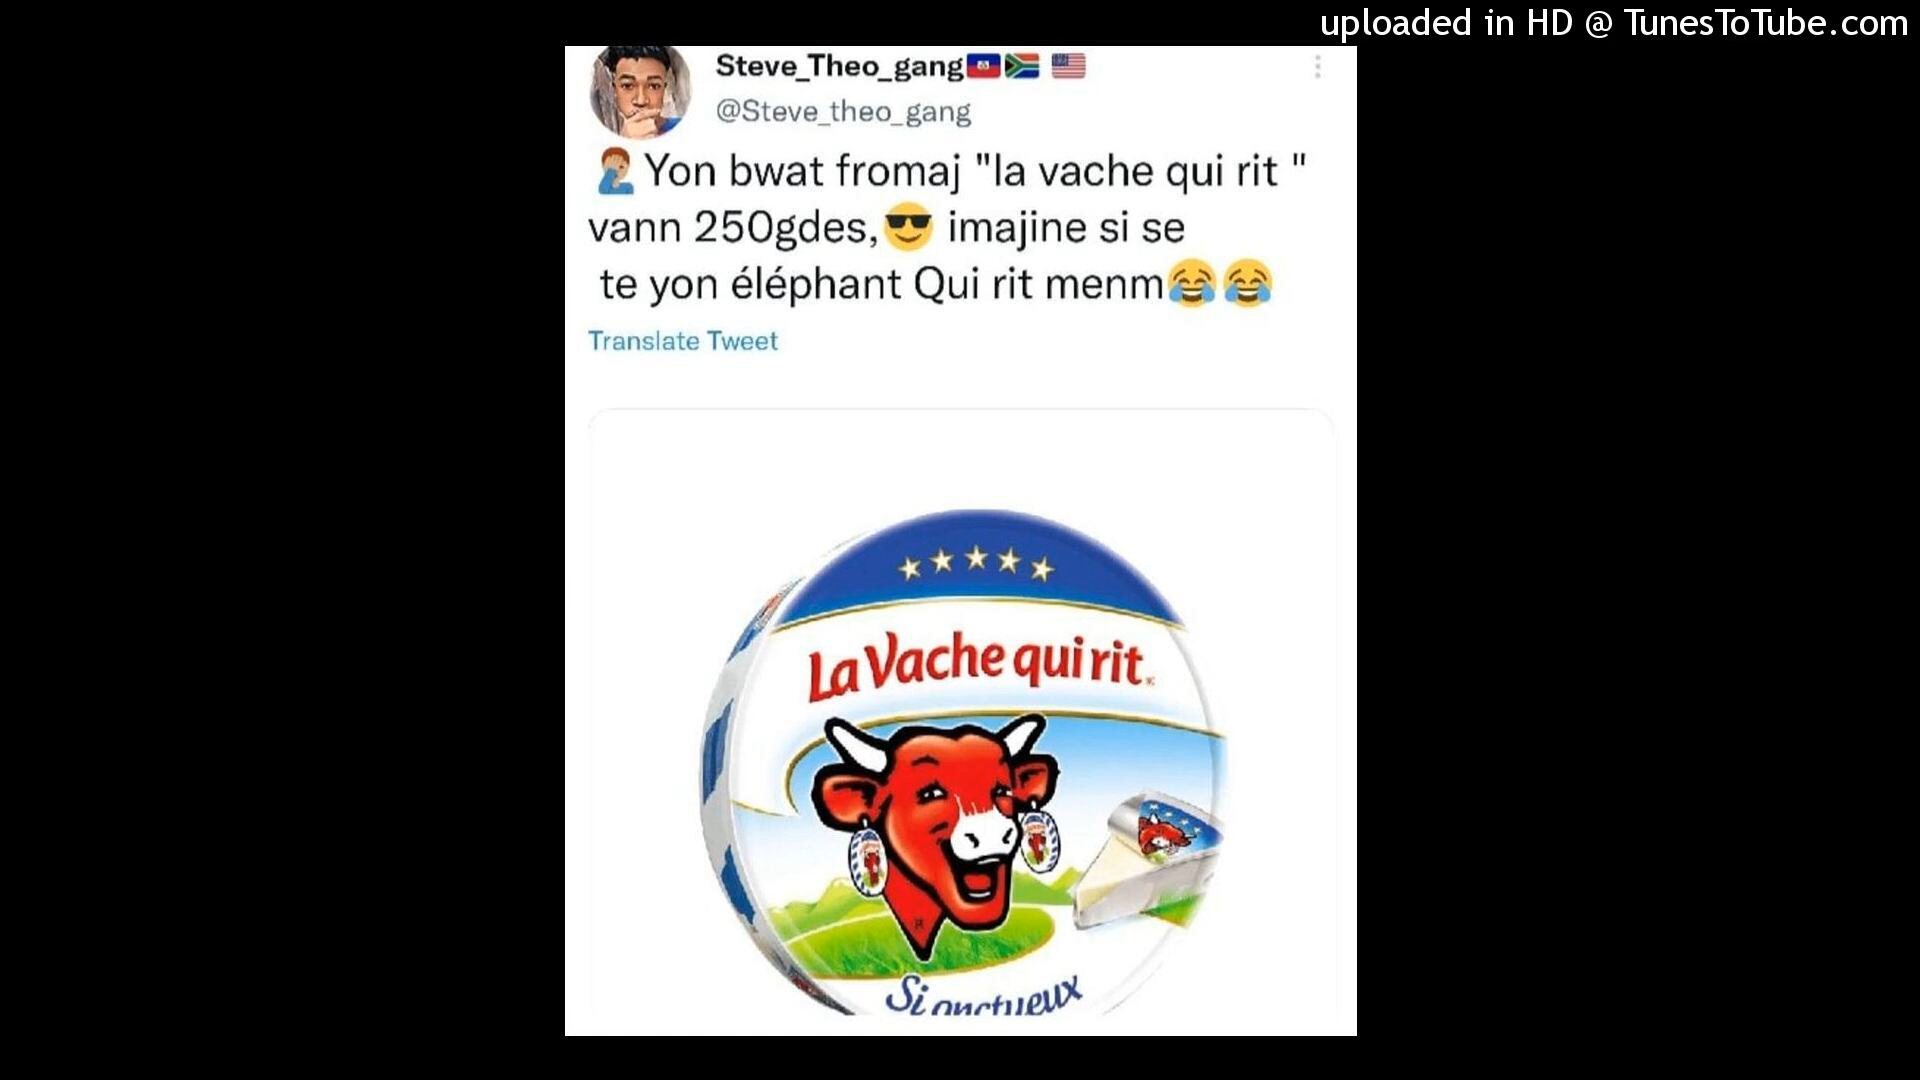 uploaded in HD @ TunesToTube.com
Steve_Theo_gang🇭🇹🇿🇦 🇺🇸
@Steve_theo_gang
🤦🏽‍♂️Yon bwat fromaj "la vache qui rit "
vann 250gdes,😎 imajine si se
te yon éléphant Qui rit menm😂😂
Translate Tweet
La Vache qui rit
Si onctueux